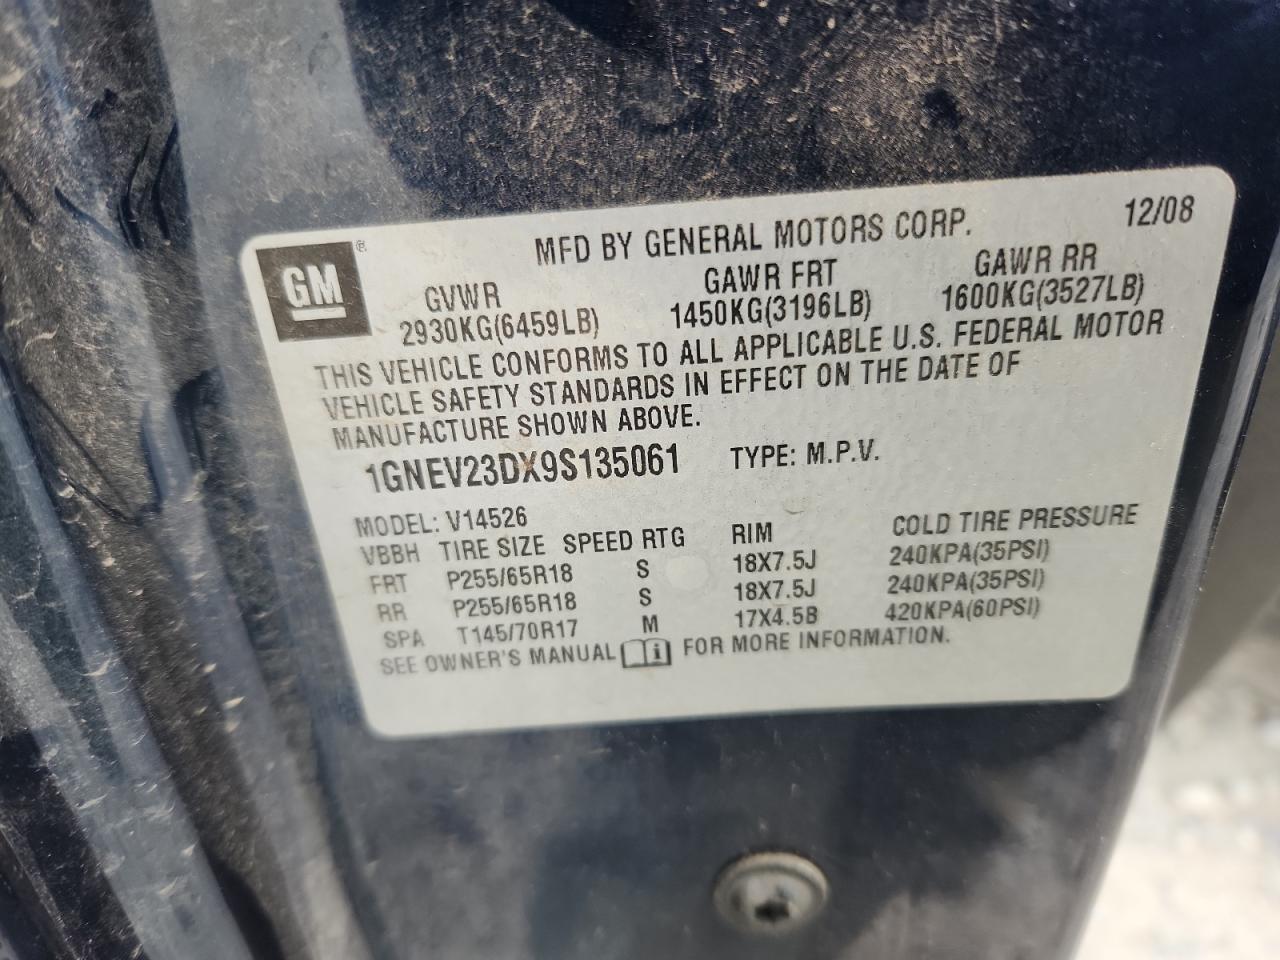 GM ®
MFD BY GENERAL MOTORS CORP. 12/08
GVWR GAWR FRT GAWR RR
2930KG(6459LB) 1450KG(3196LB) 1600KG(3527LB)
THIS VEHICLE CONFORMS TO ALL APPLICABLE U.S. FEDERAL MOTOR
VEHICLE SAFETY STANDARDS IN EFFECT ON THE DATE OF
MANUFACTURE SHOWN ABOVE.
1GNEV23DX9S135061 TYPE: M.P.V.
MODEL: V14526
VBBH TIRE SIZE SPEED RTG RIM COLD TIRE PRESSURE
FRT P255/65R18 S 18X7.5J 240KPA(35PSI)
RR P255/65R18 S 18X7.5J 240KPA(35PSI)
SPA T145/70R17 M 17X4.5B 420KPA(60PSI)
SEE OWNER'S MANUAL i FOR MORE INFORMATION.